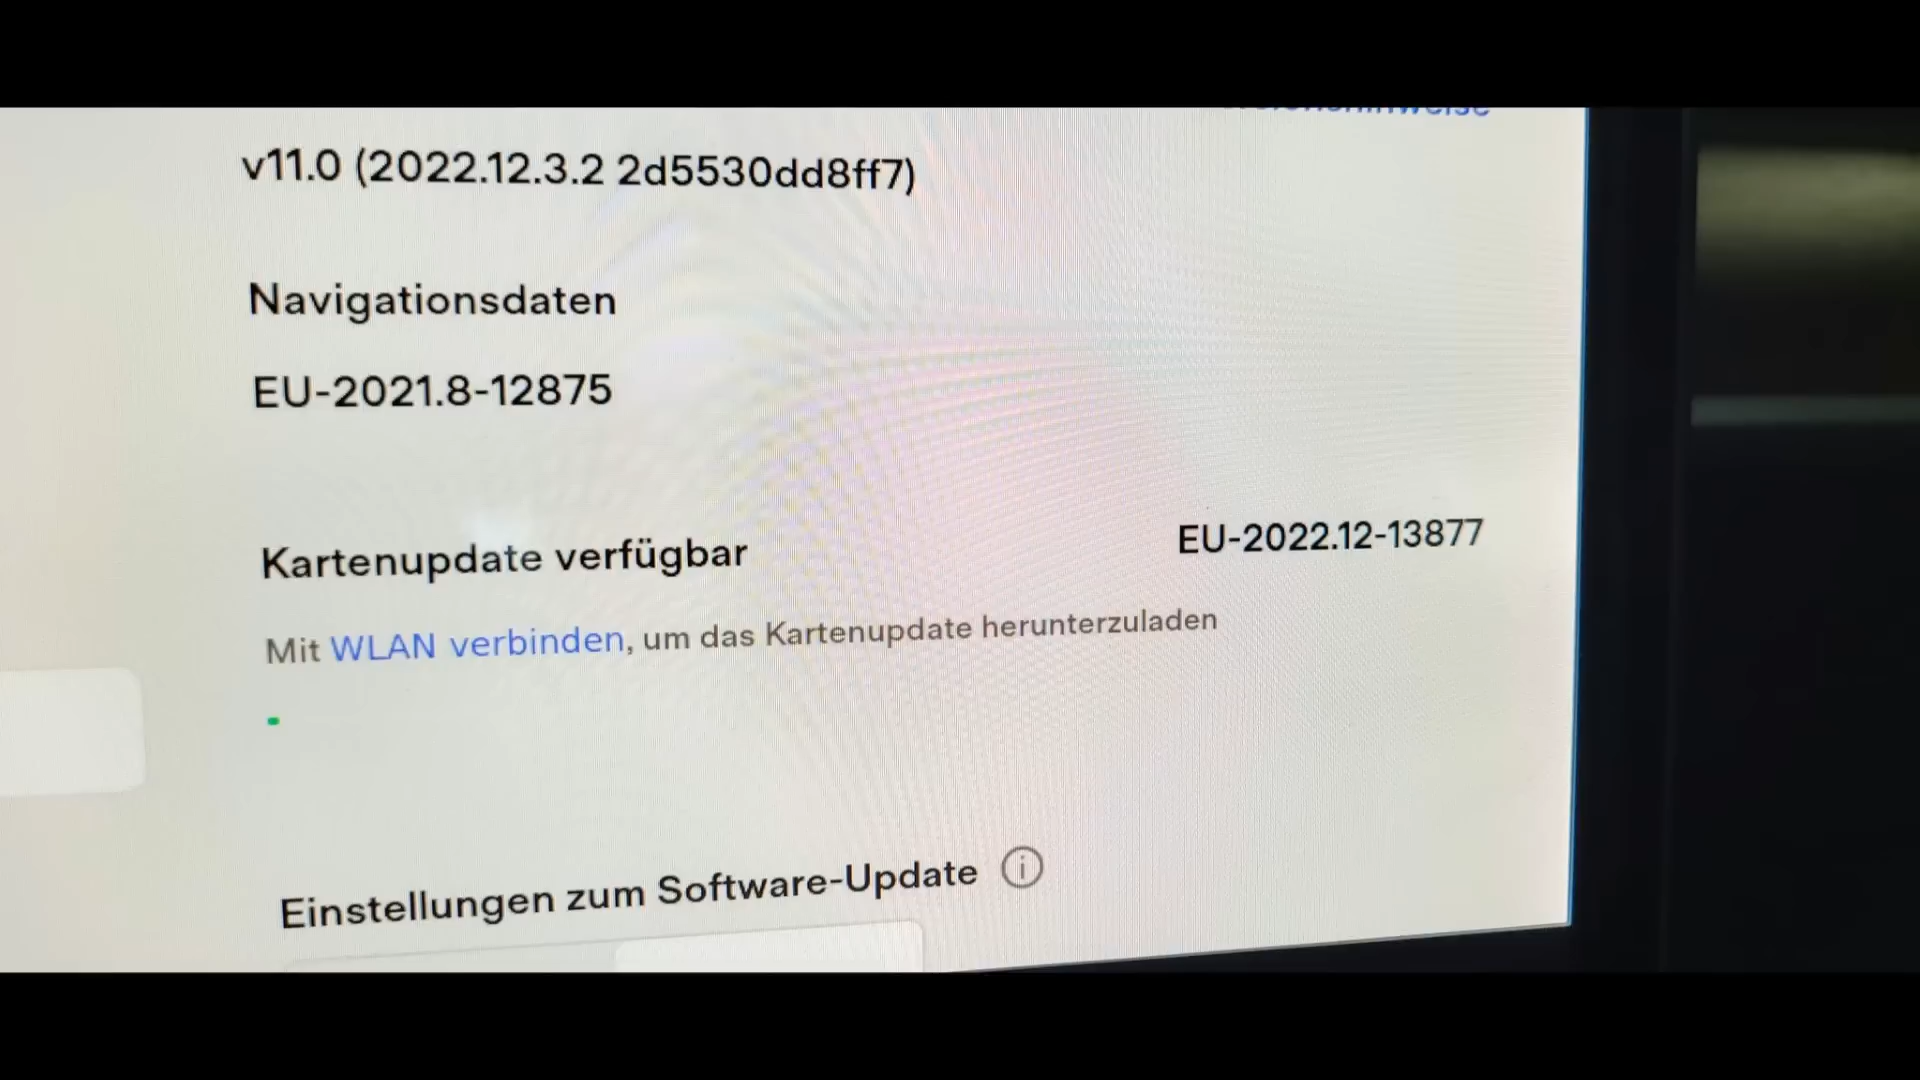 v11.0 (2022.12.3.2 2d5530dd8ff7)
Navigationsdaten
EU-2021.8-12875
Kartenupdate verfügbar
EU-2022.12-13877
Mit WLAN verbinden, um das Kartenupdate herunterzuladen
Einstellungen zum Software-Update